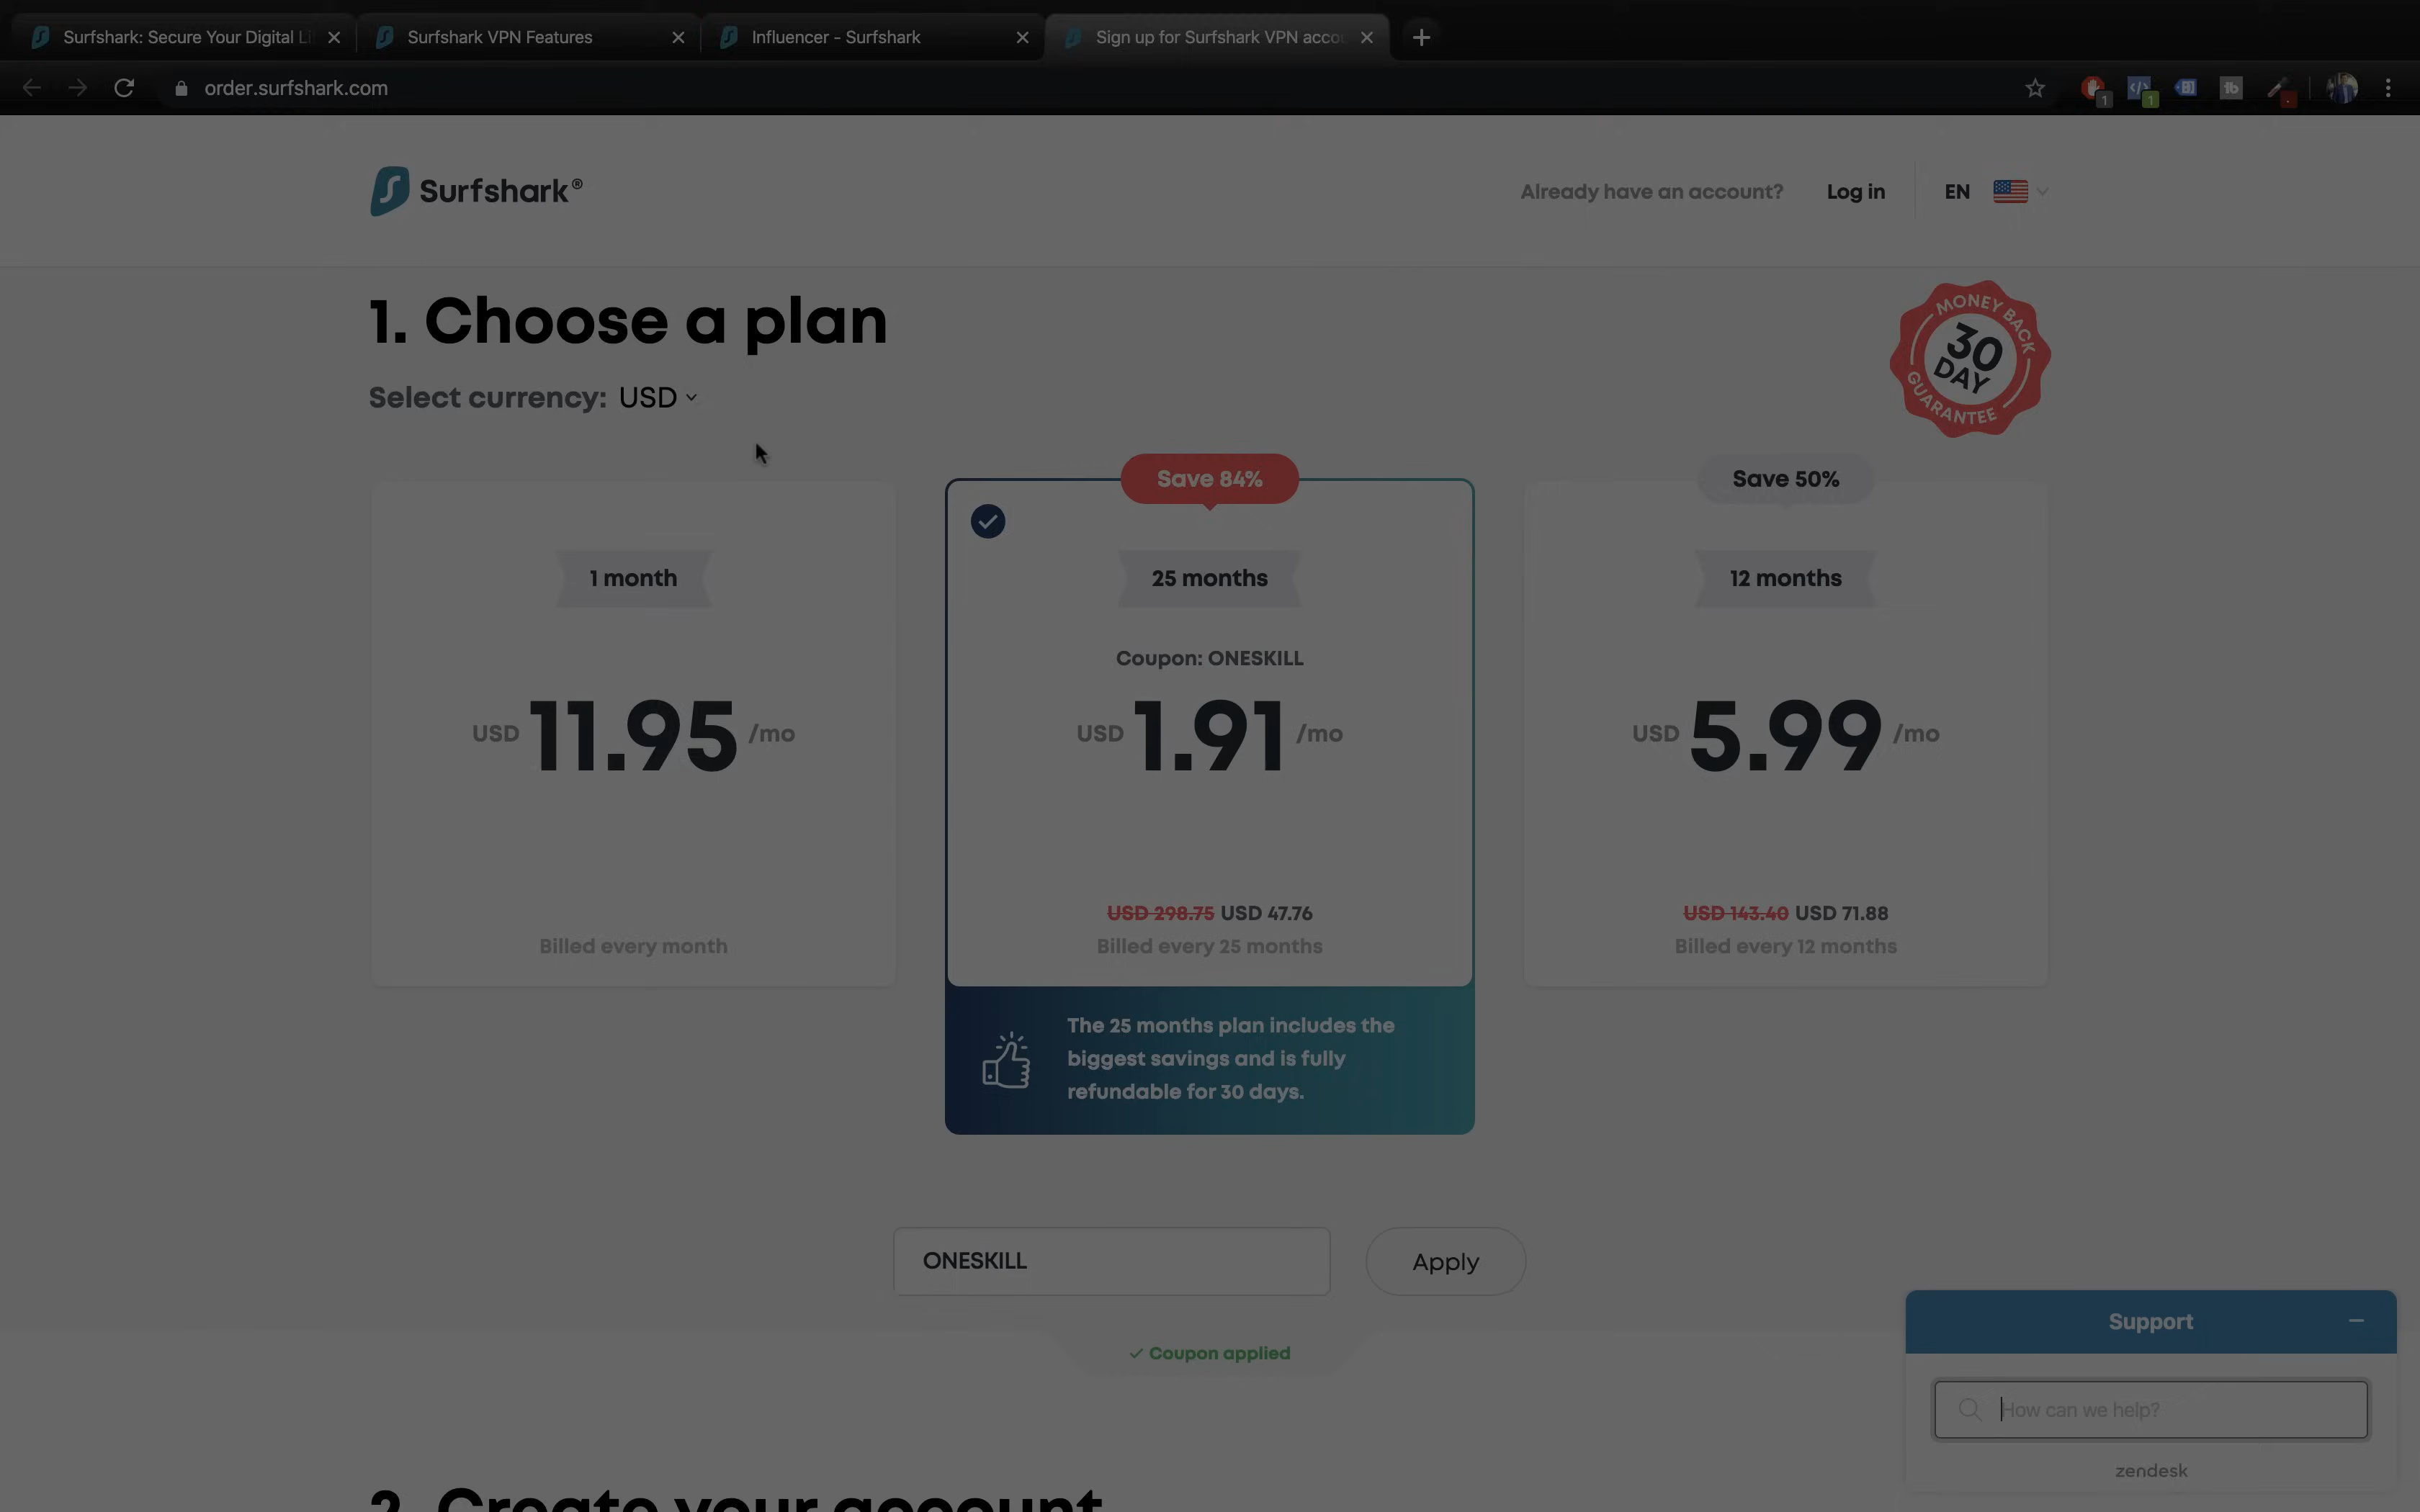 Surfshark: Secure Your Digital Li
Surfshark VPN Features
Influencer - Surfshark
Sign up for Surfshark VPN accou
order.surfshark.com
1
1
Surfshark®
Already have an account?
Log in
EN
1. Choose a plan
Select currency: USD
MONEY BACK
30
DAY
GUARANTEE
1 month
USD 11.95 /mo
Billed every month
Save 84%
25 months
Coupon: ONESKILL
USD 1.91 /mo
USD 298.75 USD 47.76
Billed every 25 months
The 25 months plan includes the
biggest savings and is fully
refundable for 30 days.
Save 50%
12 months
USD 5.99 /mo
USD 143.40 USD 71.88
Billed every 12 months
ONESKILL
Apply
Coupon applied
Support
How can we help?
zendesk
2. Create your account